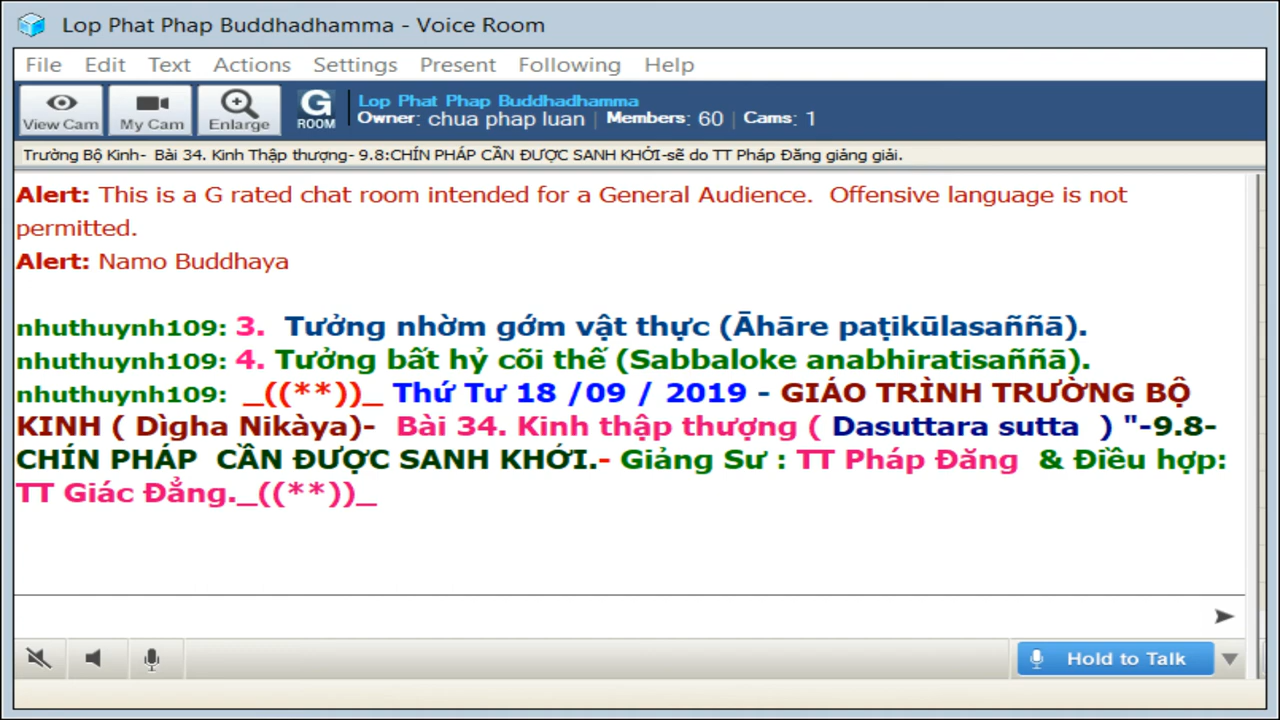 Lop Phat Phap Buddhadhamma - Voice Room
File Edit Text Actions Settings Present Following Help
View Cam My Cam Enlarge G ROOM
Lop Phat Phap Buddhadhamma
Owner: chua phap luan | Members: 60 | Cams: 1
Trường Bộ Kinh- Bài 34. Kinh Thập thượng- 9.8:CHÍN PHÁP CẦN ĐƯỢC SANH KHỞI-sẽ do TT Pháp Đăng giảng giải.
Alert: This is a G rated chat room intended for a General Audience. Offensive language is not
permitted.
Alert: Namo Buddhaya
nhuthuynh109: 3. Tưởng nhờm gớm vật thực (Āhāre paṭikūlasaññā).
nhuthuynh109: 4. Tưởng bất hỷ cõi thế (Sabbaloke anabhiratisaññā).
nhuthuynh109: _((**))_ Thứ Tư 18 /09 / 2019 - GIÁO TRÌNH TRƯỜNG BỘ
KINH ( Dìgha Nikàya)- Bài 34. Kinh thập thượng ( Dasuttara sutta ) "-9.8-
CHÍN PHÁP CẦN ĐƯỢC SANH KHỞI.- Giảng Sư : TT Pháp Đăng & Điều hợp:
TT Giác Đẳng._((**))_
Hold to Talk